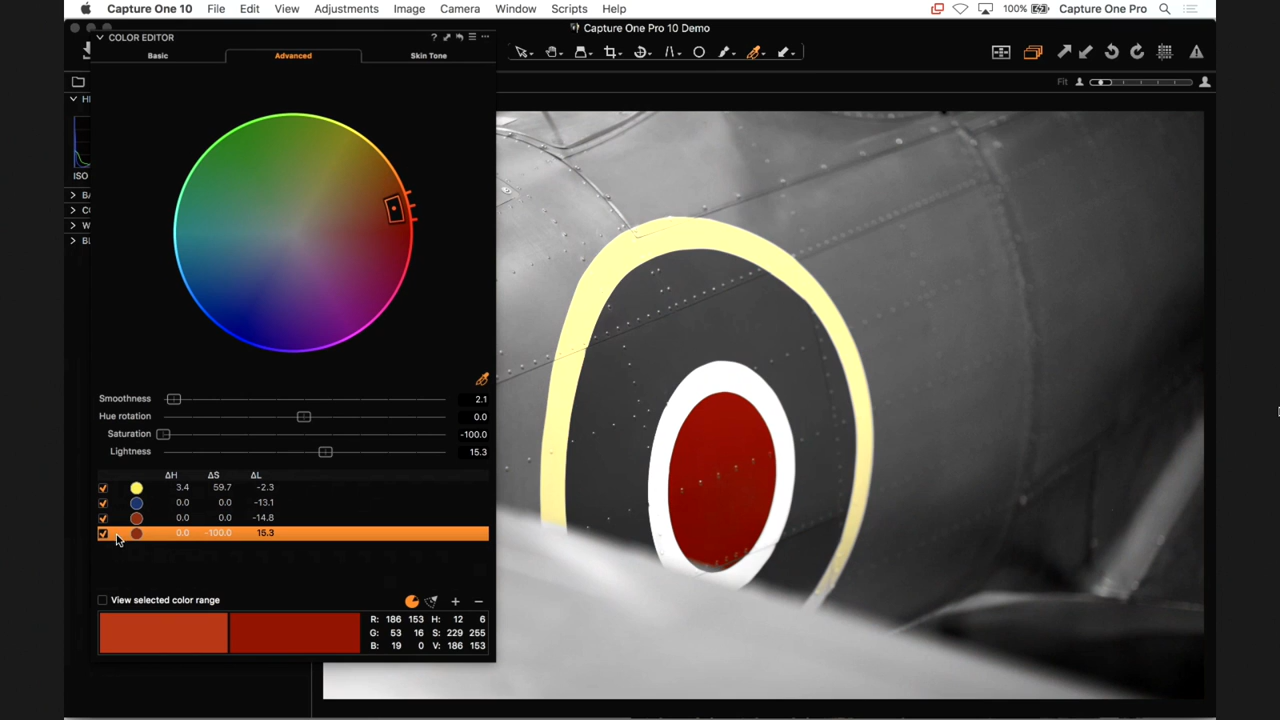 Capture One 10 File Edit View Adjustments Image Camera Window Scripts Help 100% Capture One Pro
Capture One Pro 10 Demo
COLOR EDITOR ?
Basic Advanced Skin Tone
Fit
ISO
Smoothness 2.1
Hue rotation 0.0
Saturation -100.0
Lightness 15.3
ΔH ΔS ΔL
3.4 59.7 -2.3
0.0 0.0 -13.1
0.0 0.0 -14.8
0.0 -100.0 15.3
View selected color range + −
R: 186 153 H: 12 6
G: 53 16 S: 229 255
B: 19 0 V: 186 153